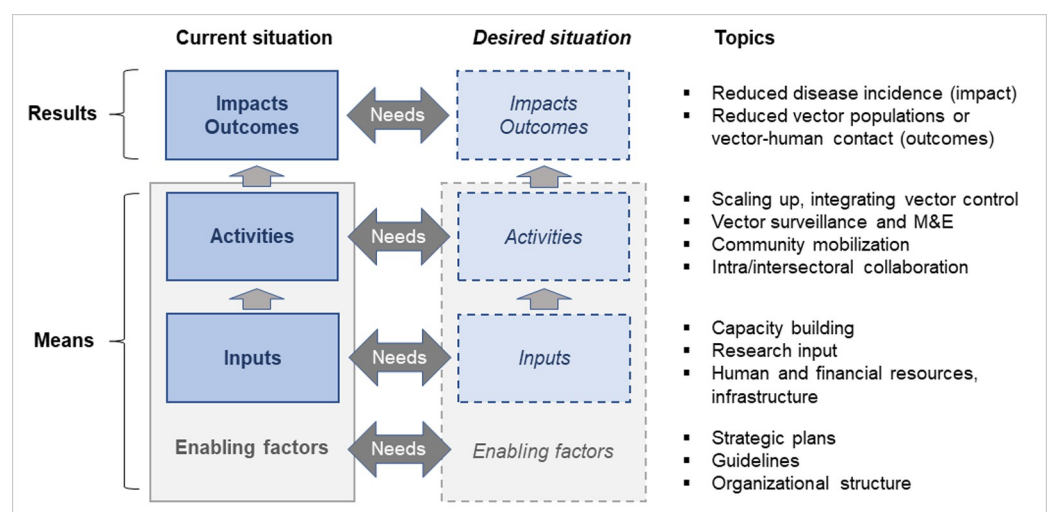 Current situation
Desired situation
Topics
Results
Impacts
Outcomes
Needs
Impacts
Outcomes
▪ Reduced disease incidence (impact)
▪ Reduced vector populations or
vector-human contact (outcomes)
Means
Activities
Needs
Activities
▪ Scaling up, integrating vector control
▪ Vector surveillance and M&E
▪ Community mobilization
▪ Intra/intersectoral collaboration
Inputs
Needs
Inputs
▪ Capacity building
▪ Research input
▪ Human and financial resources,
infrastructure
Enabling factors
Needs
Enabling factors
▪ Strategic plans
▪ Guidelines
▪ Organizational structure